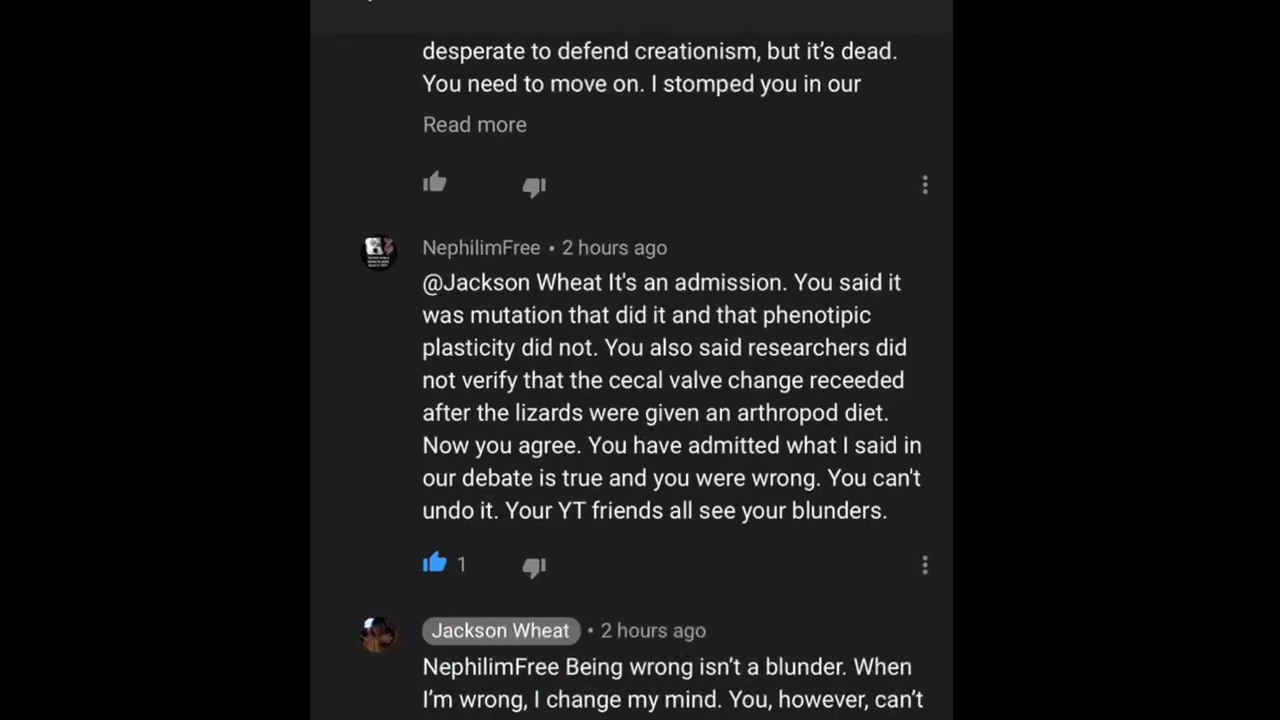 desperate to defend creationism, but it’s dead.
You need to move on. I stomped you in our
Read more
NephilimFree • 2 hours ago
@Jackson Wheat It's an admission. You said it
was mutation that did it and that phenotipic
plasticity did not. You also said researchers did
not verify that the cecal valve change receeded
after the lizards were given an arthropod diet.
Now you agree. You have admitted what I said in
our debate is true and you were wrong. You can't
undo it. Your YT friends all see your blunders.
1
Jackson Wheat • 2 hours ago
NephilimFree Being wrong isn’t a blunder. When
I’m wrong, I change my mind. You, however, can’t